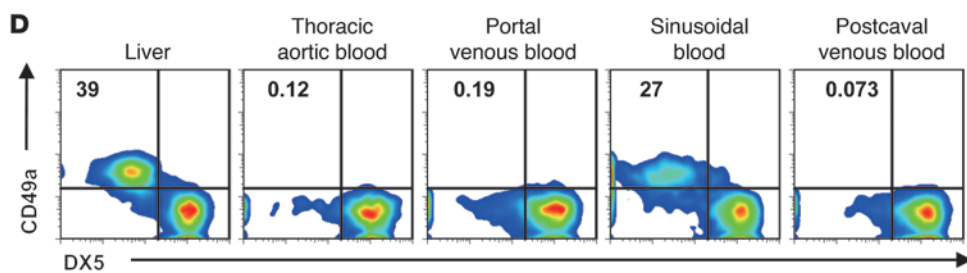 D
Liver
Thoracic
aortic blood
Portal
venous blood
Sinusoidal
blood
Postcaval
venous blood
39
0.12
0.19
27
0.073
CD49a
DX5